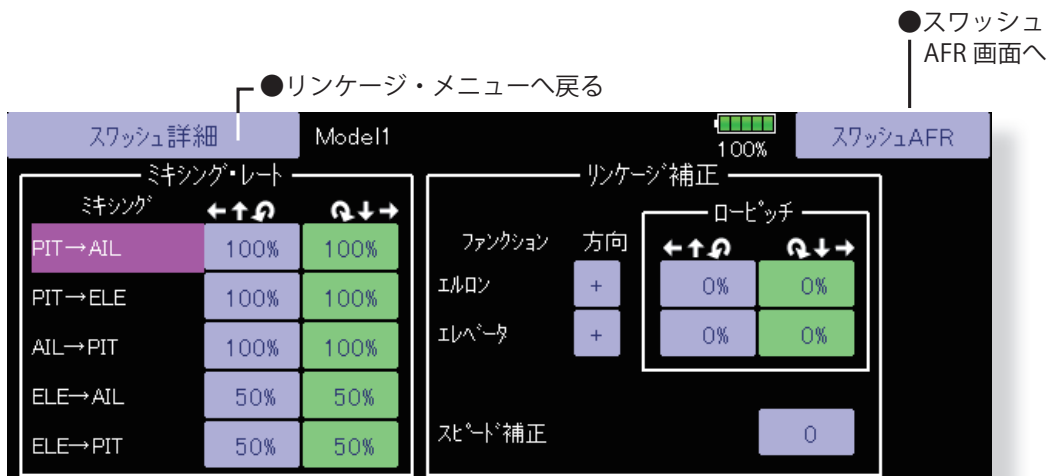 ●スワッシュ
AFR 画面へ
●リンケージ・メニューへ戻る
スワッシュ詳細 Model1 100% スワッシュAFR
ミキシング・レート
ミキシング ←↑↶ ↷↓→
PIT→AIL 100% 100%
PIT→ELE 100% 100%
AIL→PIT 100% 100%
ELE→AIL 50% 50%
ELE→PIT 50% 50%
リンケージ補正
ローピッチ
ファンクション 方向 ←↑↶ ↷↓→
エルロン + 0% 0%
エレベータ + 0% 0%
スピード補正 0